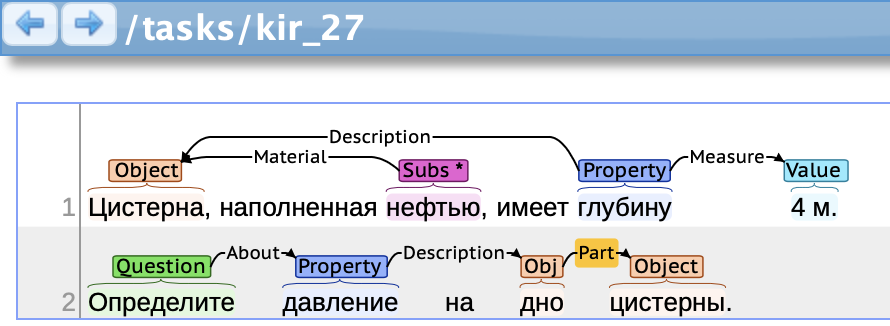 /tasks/kir_27
Description
Material
Object Subs * Property Measure Value
1 Цистерна, наполненная нефтью, имеет глубину 4 м.
Question About Property Description Obj Part Object
2 Определите давление на дно цистерны.